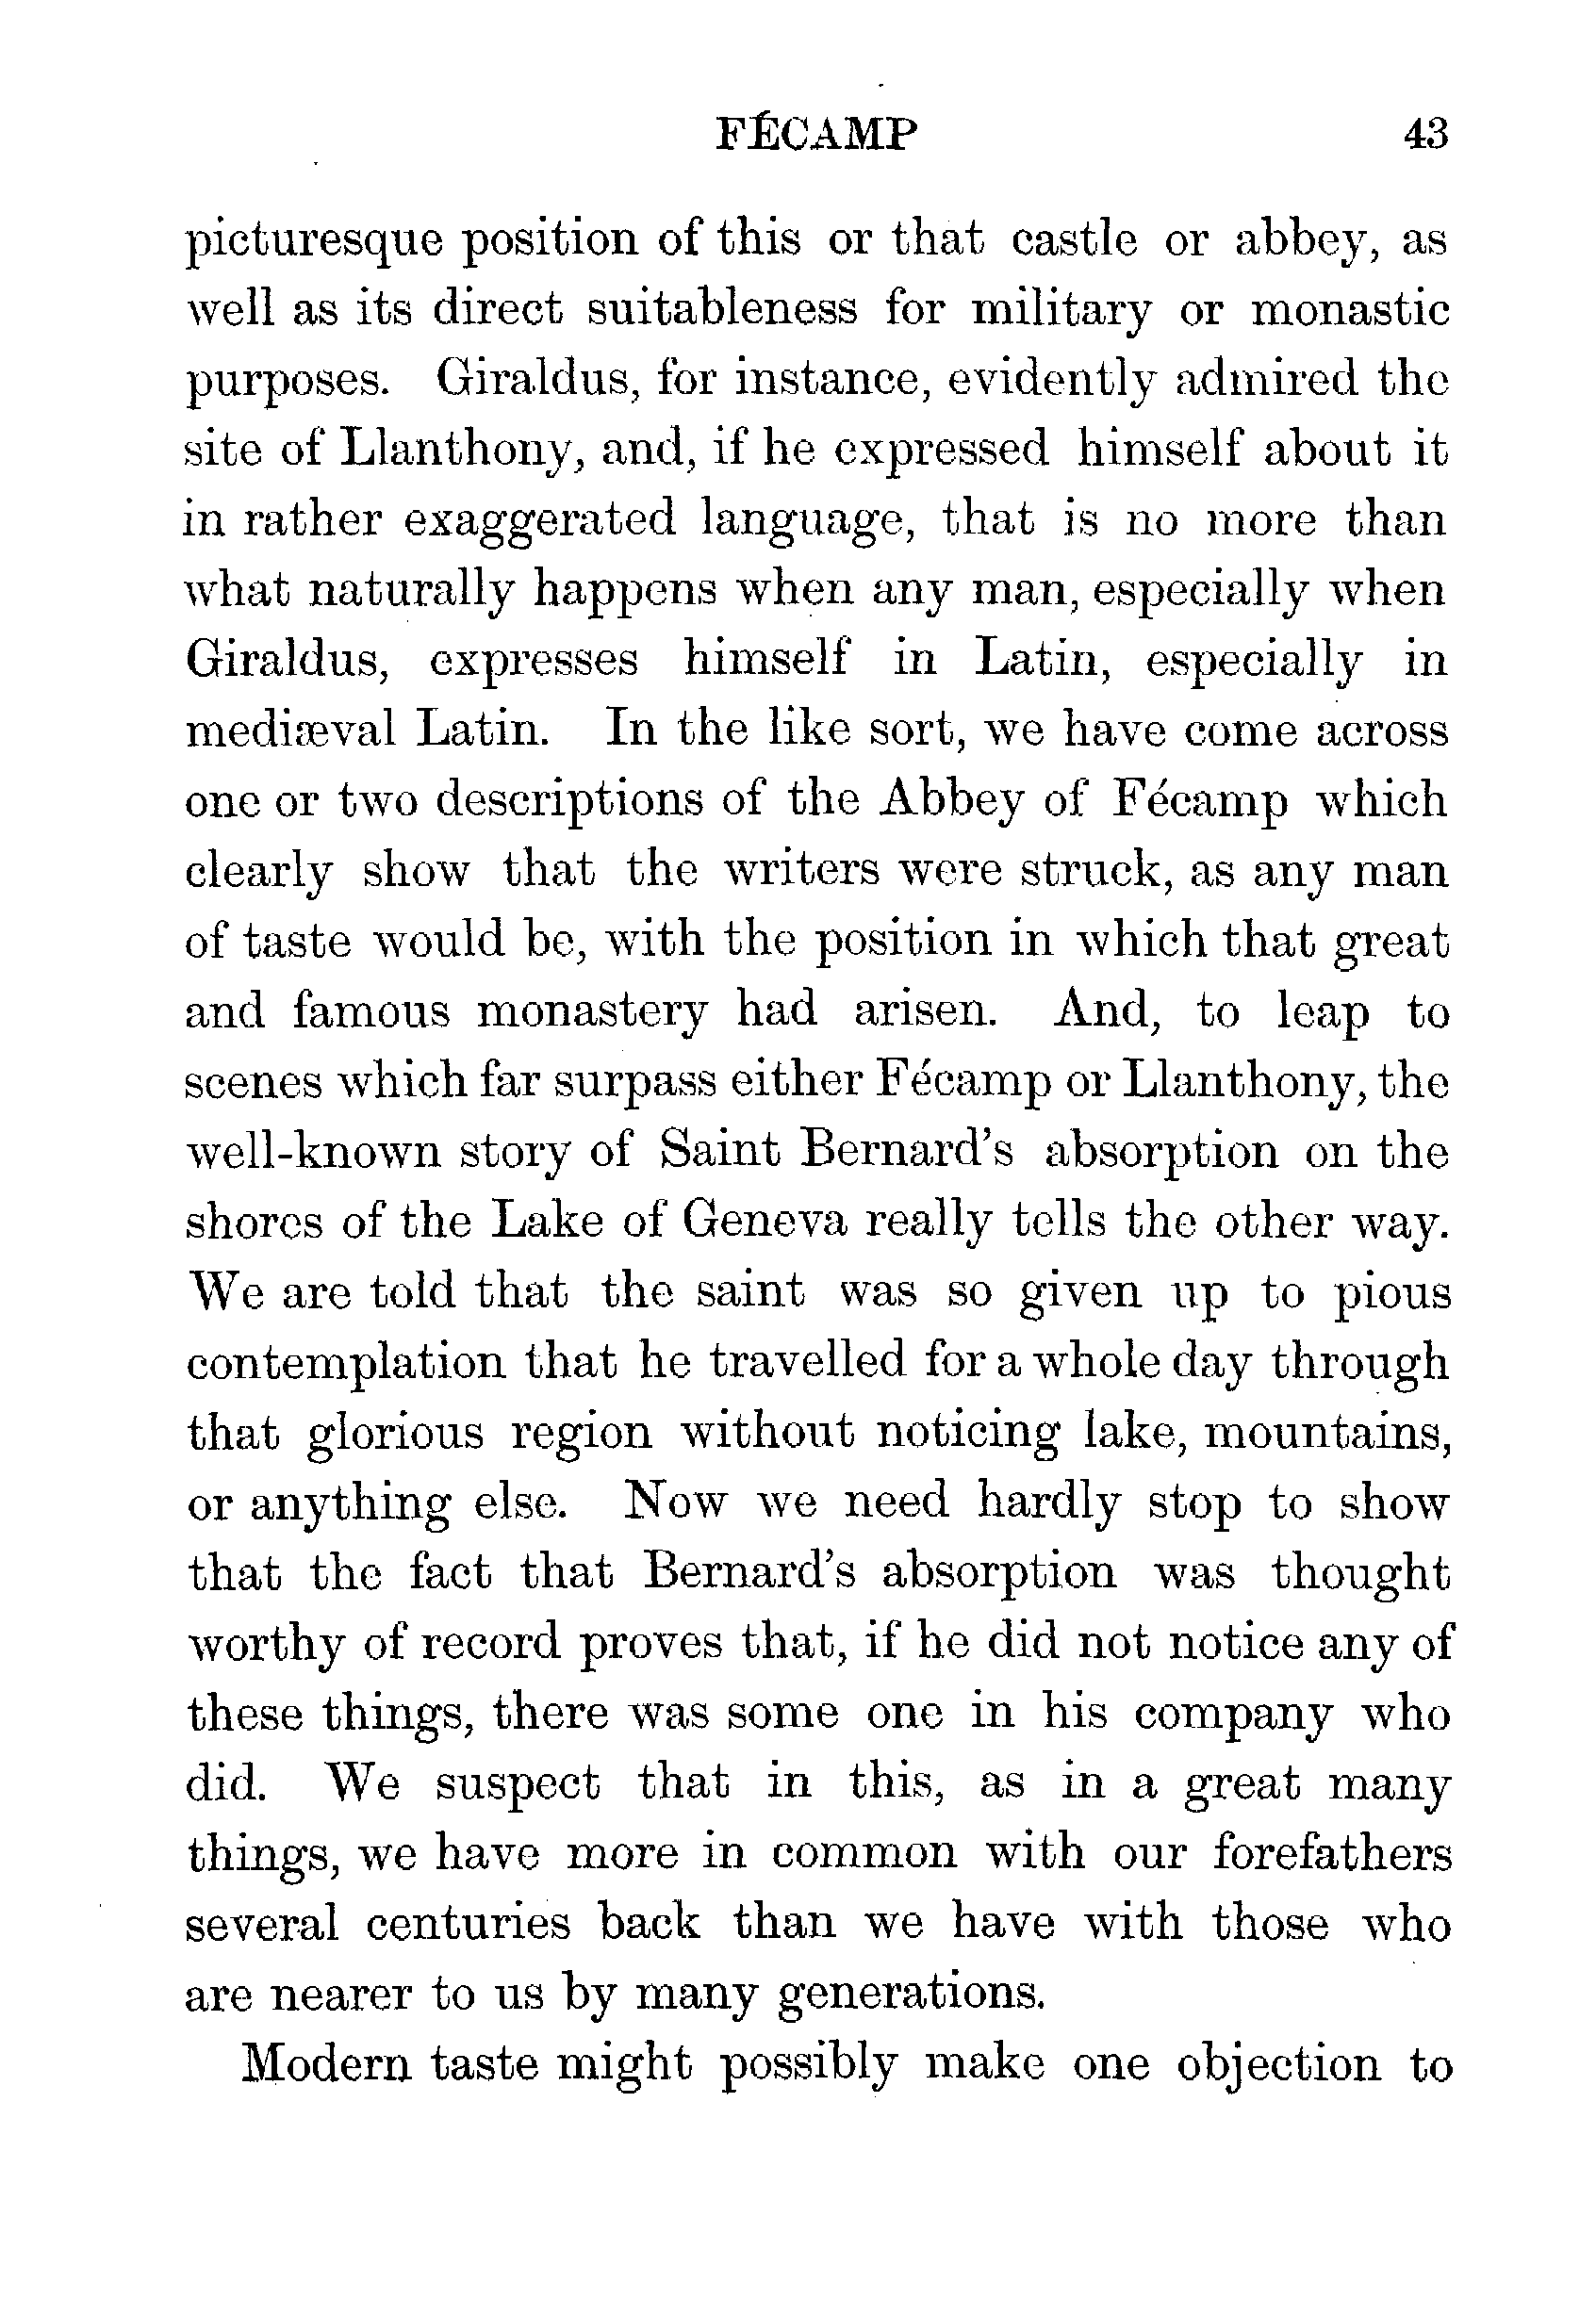 FÉCAMP 43
picturesque position of this or that castle or abbey, as
well as its direct suitableness for military or monastic
purposes. Giraldus, for instance, evidently admired the
site of Llanthony, and, if he expressed himself about it
in rather exaggerated language, that is no more than
what naturally happens when any man, especially when
Giraldus, expresses himself in Latin, especially in
mediæval Latin. In the like sort, we have come across
one or two descriptions of the Abbey of Fécamp which
clearly show that the writers were struck, as any man
of taste would be, with the position in which that great
and famous monastery had arisen. And, to leap to
scenes which far surpass either Fécamp or Llanthony, the
well-known story of Saint Bernard's absorption on the
shores of the Lake of Geneva really tells the other way.
We are told that the saint was so given up to pious
contemplation that he travelled for a whole day through
that glorious region without noticing lake, mountains,
or anything else. Now we need hardly stop to show
that the fact that Bernard's absorption was thought
worthy of record proves that, if he did not notice any of
these things, there was some one in his company who
did. We suspect that in this, as in a great many
things, we have more in common with our forefathers
several centuries back than we have with those who
are nearer to us by many generations.
Modern taste might possibly make one objection to